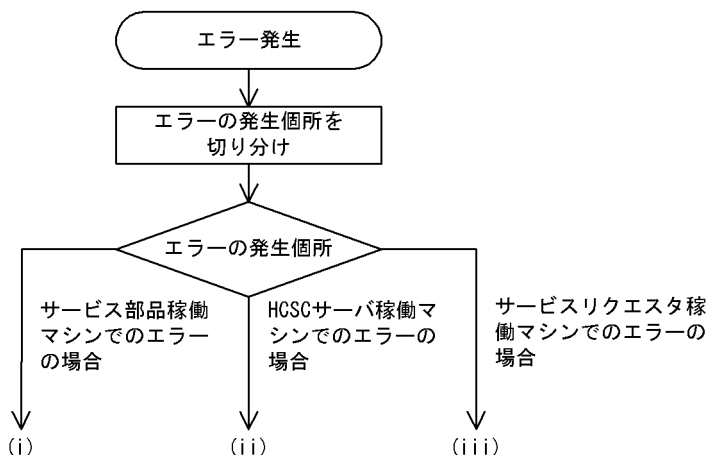 エラー発生
エラーの発生個所を
切り分け
エラーの発生個所
サービス部品稼働
マシンでのエラー
の場合
HCSCサーバ稼働マ
シンでのエラーの
場合
サービスリクエスタ稼
働マシンでのエラーの
場合
(i)
(ii)
(iii)